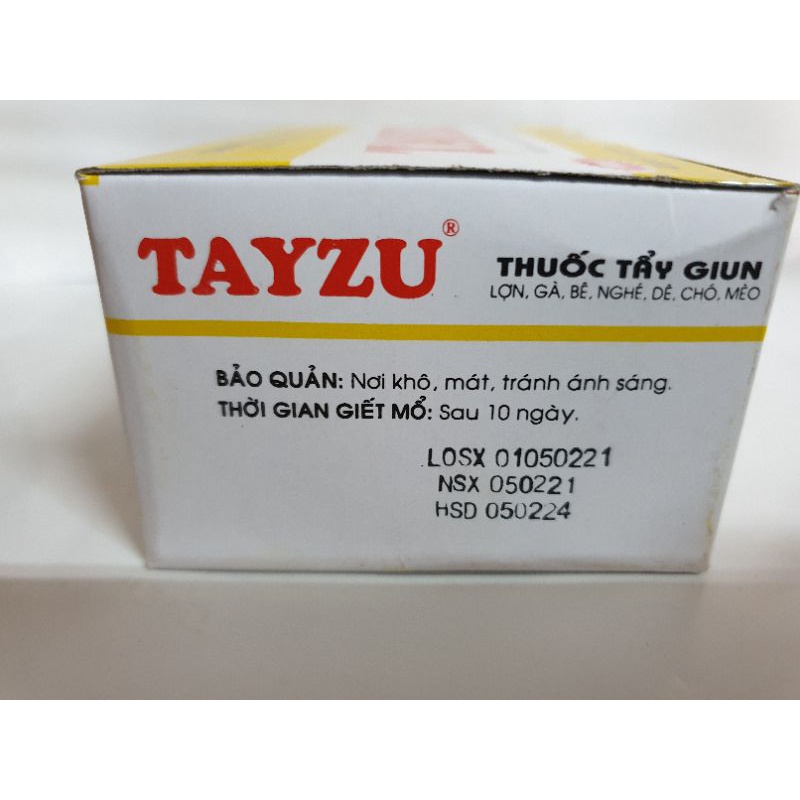 TAYZU®
THUỐC TẨY GIUN
LỢN, GÀ, BÊ, NGHÉ, DÊ, CHÓ, MÈO
BẢO QUẢN: Nơi khô, mát, tránh ánh sáng.
THỜI GIAN GIẾT MỔ: Sau 10 ngày.
LOSX 01050221
NSX 050221
HSD 050224